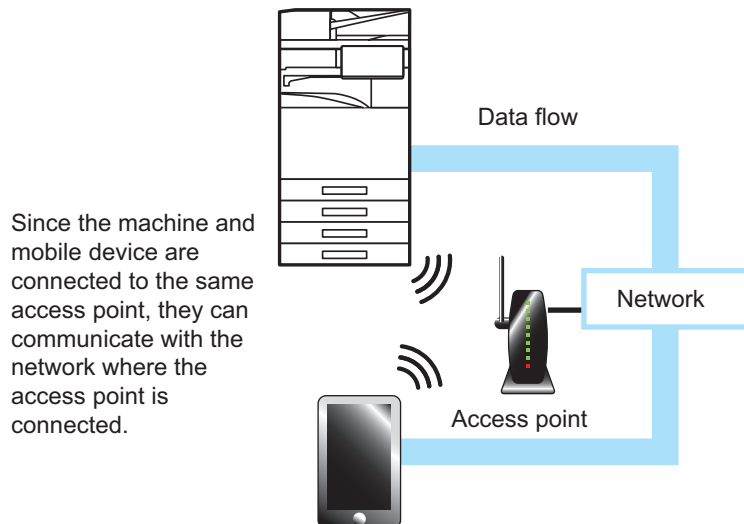 Data flow
Since the machine and
mobile device are
connected to the same
access point, they can
communicate with the
network where the
access point is
connected.
Network
Access point